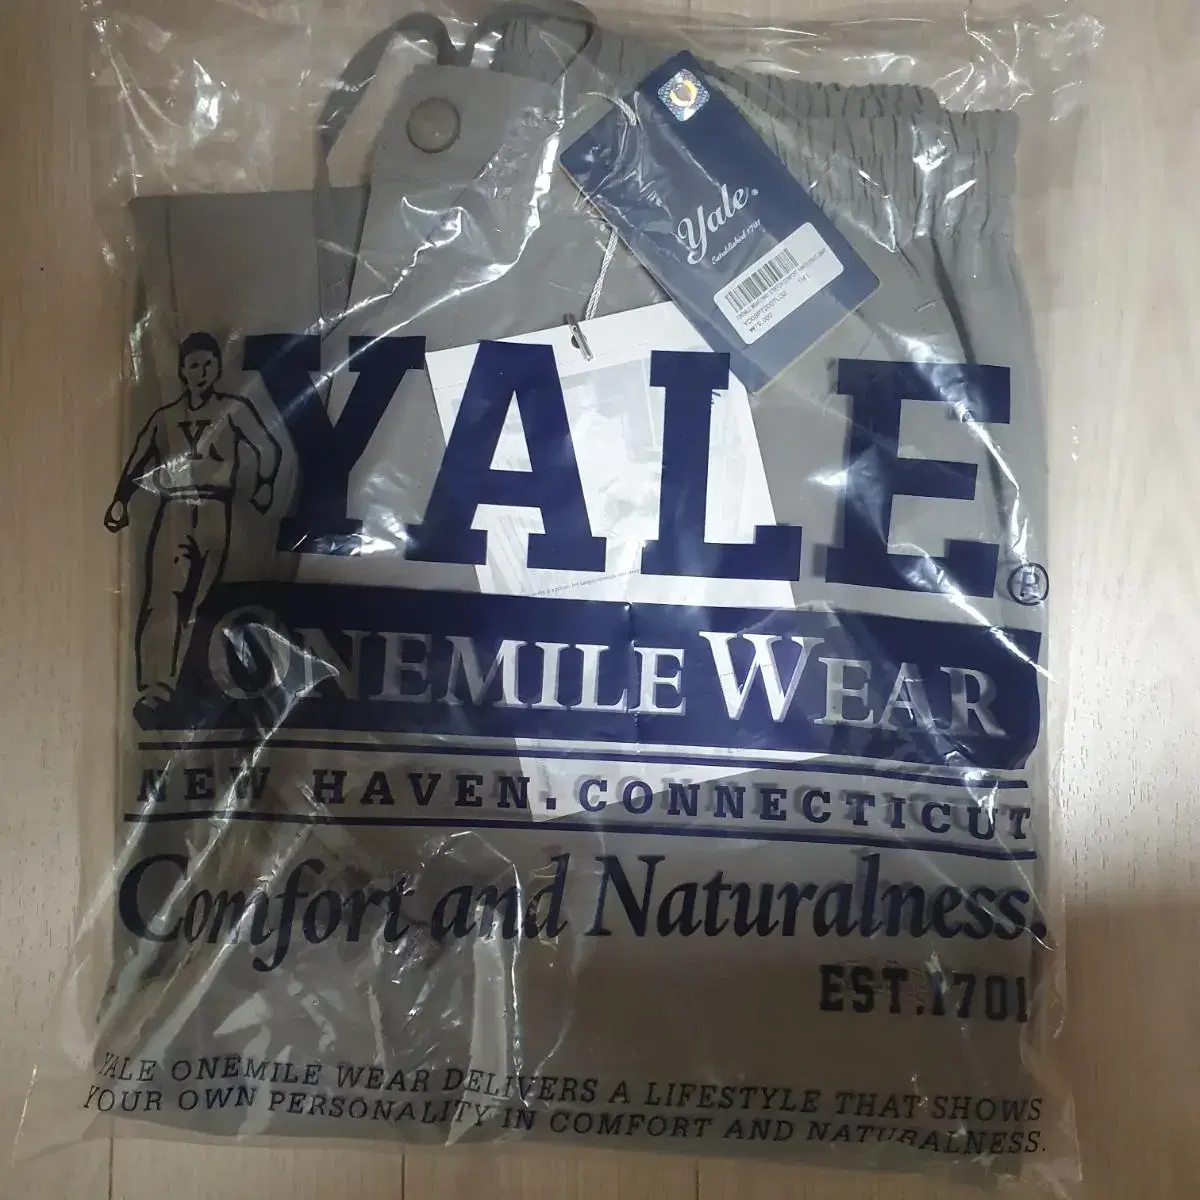 Yale.
Established 1701
YALE
Y
®
ONEMILE WEAR
NEW HAVEN. CONNECTICUT
Comfort and Naturalness.
EST.1701
YALE ONEMILE WEAR DELIVERS A LIFESTYLE THAT SHOWS
YOUR OWN PERSONALITY IN COMFORT AND NATURALNESS.